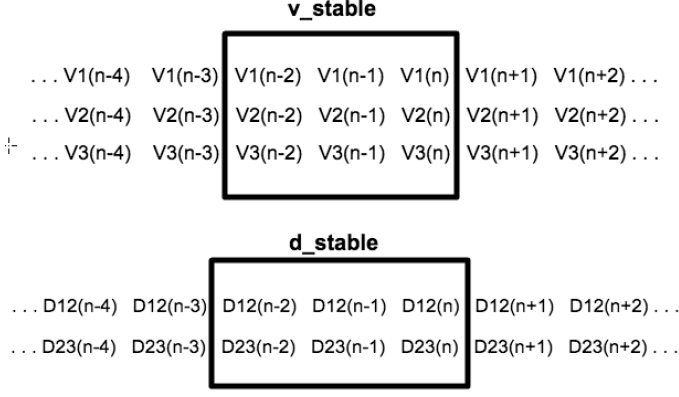 v_stable
. . . V1(n-4) V1(n-3) V1(n-2) V1(n-1) V1(n) V1(n+1) V1(n+2) . . .
. . . V2(n-4) V2(n-3) V2(n-2) V2(n-1) V2(n) V2(n+1) V2(n+2) . . .
. . . V3(n-4) V3(n-3) V3(n-2) V3(n-1) V3(n) V3(n+1) V3(n+2) . . .
d_stable
. . . D12(n-4) D12(n-3) D12(n-2) D12(n-1) D12(n) D12(n+1) D12(n+2) . . .
. . . D23(n-4) D23(n-3) D23(n-2) D23(n-1) D23(n) D23(n+1) D23(n+2) . . .